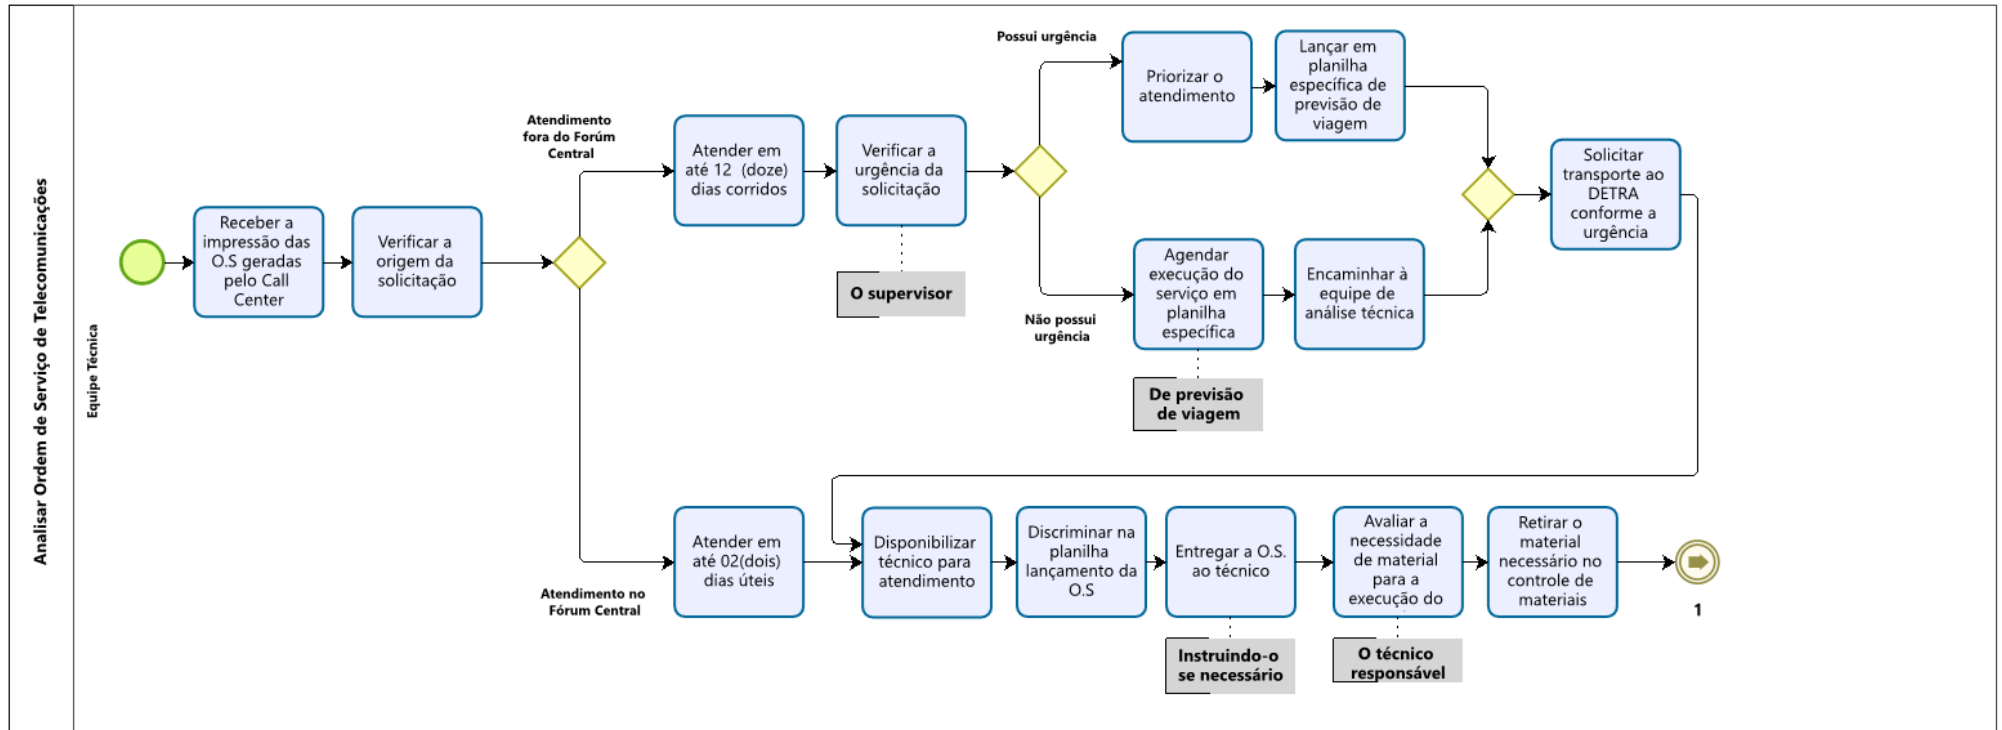 Analisar Ordem de Serviço de Telecomunicações
Equipe Técnica
Receber a
impressão das
O.S geradas
pelo Call
Center
Verificar a
origem da
solicitação
Atendimento
fora do Forúm
Central
Atender em
até 12 (doze)
dias corridos
Verificar a
urgência da
solicitação
O supervisor
Possui urgência
Priorizar o
atendimento
Lançar em
planilha
específica de
previsão de
viagem
Não possui
urgência
Agendar
execução do
serviço em
planilha
específica
De previsão
de viagem
Encaminhar à
equipe de
análise técnica
Solicitar
transporte ao
DETRA
conforme a
urgência
Atendimento no
Fórum Central
Atender em
até 02(dois)
dias úteis
Disponibilizar
técnico para
atendimento
Discriminar na
planilha
lançamento da
O.S
Entregar a O.S.
ao técnico
Instruindo-o
se necessário
Avaliar a
necessidade
de material
para a
execução do
O técnico
responsável
Retirar o
material
necessário no
controle de
materiais
1